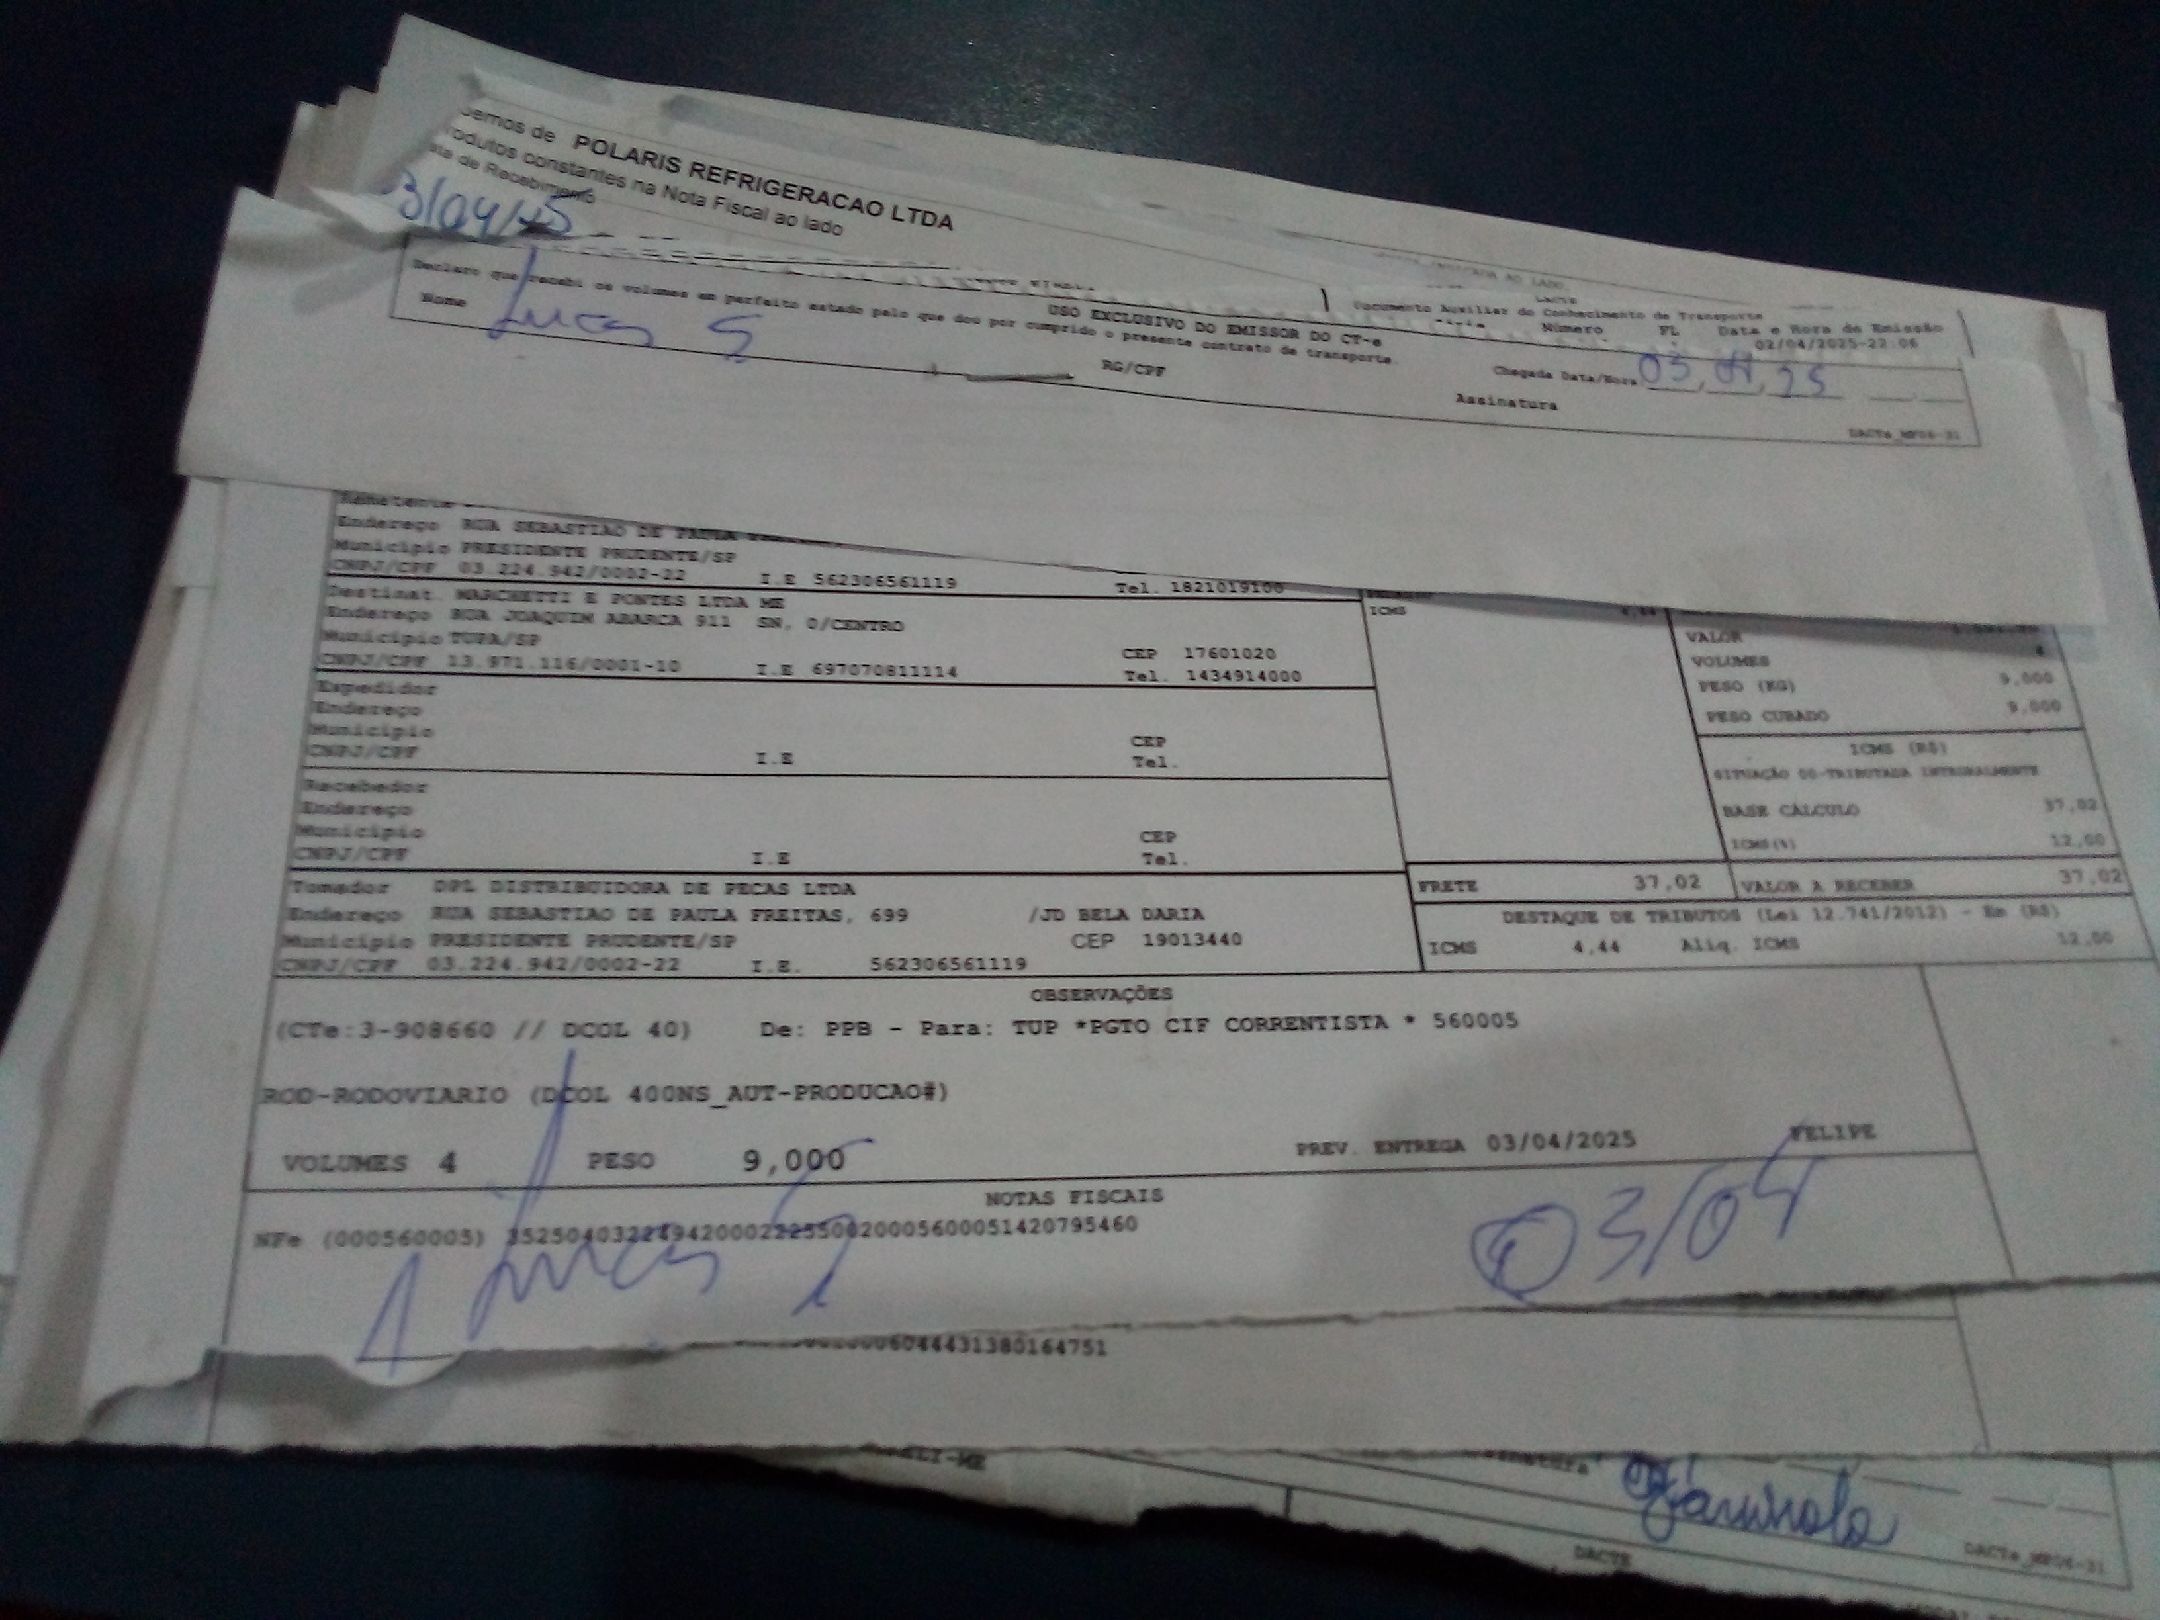 POLARIS REFRIGERACAO LTDA
constantes na Nota Fiscal ao lado
de Recebimento
3/04/25
Declaro que recebi os volumes em perfeito estado pelo que dou por cumprido o presente contrato de transporte.
USO EXCLUSIVO DO EMISSOR DO CT-e
Documento Auxiliar do Conhecimento de Transporte
Número FL Data e Hora de Emissão
02/04/2025-22:06
Nome Lucas S
RG/CPF
Chegada Data/Hora 03, 04, 25
Assinatura
Endereço RUA SEBASTIAO DE PAULA
Município PRESIDENTE PRUDENTE/SP
CNPJ/CPF 03.224.942/0002-22 I.E 562306561119 Tel. 1821019100
Destinat. MARCHETTI E PONTES LTDA ME
Endereço RUA JOAQUIM ABARCA 911 SN, 0/CENTRO
Município TUPA/SP CEP 17601020
CNPJ/CPF 13.971.116/0001-10 I.E 697070811114 Tel. 1434914000
Expedidor
Endereço
Município CEP
CNPJ/CPF I.E Tel.
Recebedor
Endereço
Município CEP
CNPJ/CPF I.E Tel.
Tomador DPL DISTRIBUIDORA DE PECAS LTDA
Endereço RUA SEBASTIAO DE PAULA FREITAS, 699 /JD BELA DARIA
Município PRESIDENTE PRUDENTE/SP CEP 19013440
CNPJ/CPF 03.224.942/0002-22 I.E. 562306561119
ICMS 4,44
VALOR
VOLUMES 4
PESO (KG) 9,000
PESO CUBADO 9,000
ICMS (R$)
SITUAÇÃO 00-TRIBUTADA INTEGRALMENTE
BASE CÁLCULO 37,02
ICMS(%) 12,00
FRETE 37,02 VALOR A RECEBER 37,02
DESTAQUE DE TRIBUTOS (Lei 12.741/2012) - Em (R$)
ICMS 4,44 Aliq. ICMS 12,00
OBSERVAÇÕES
(CTe:3-908660 // DCOL 40) De: PPB - Para: TUP *PGTO CIF CORRENTISTA * 560005
ROD-RODOVIARIO (DCOL 400NS_AUT-PRODUCAO#)
VOLUMES 4 PESO 9,000 PREV. ENTREGA 03/04/2025 FELIPE
NOTAS FISCAIS
NFe (000560005)
Lucas S
03/04
DACTE